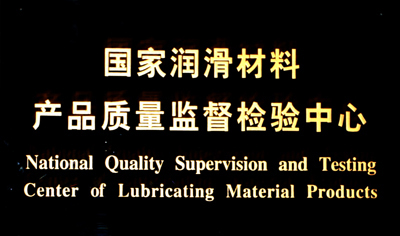 国家润滑材料
产品质量监督检验中心
National Quality Supervision and Testing
Center of Lubricating Material Products